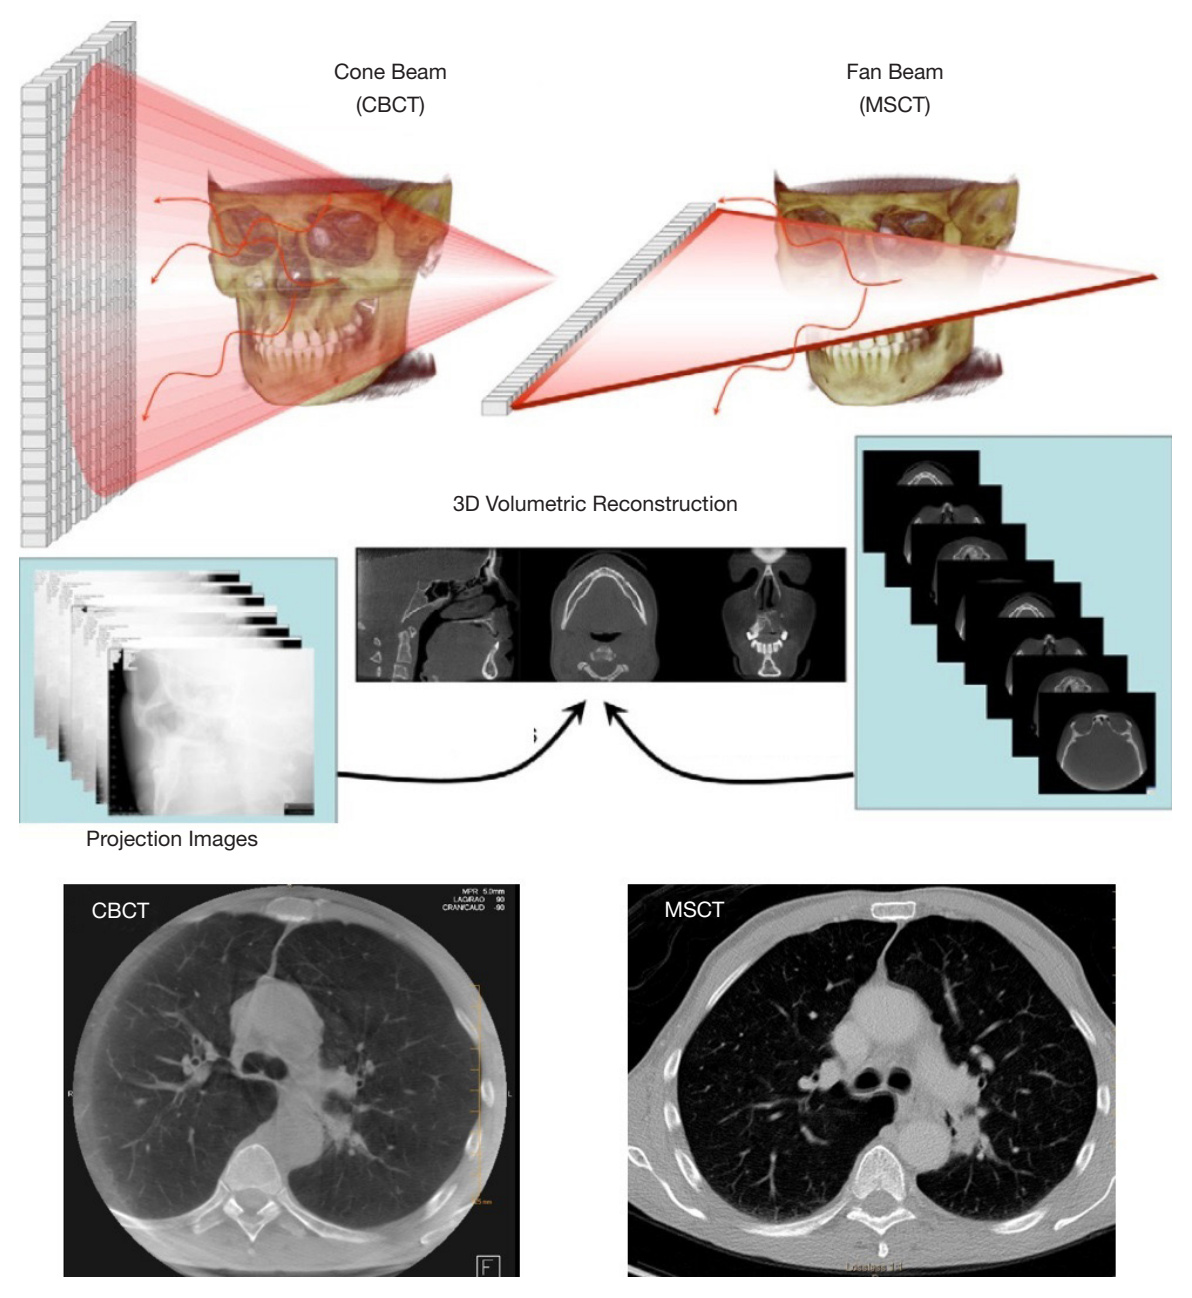 Cone Beam
(CBCT)
Fan Beam
(MSCT)
3D Volumetric Reconstruction
Projection Images
CBCT
MPR 5.0mm
LAO/RAO 90
CRAN/CAUD -90
R
L
F
MSCT